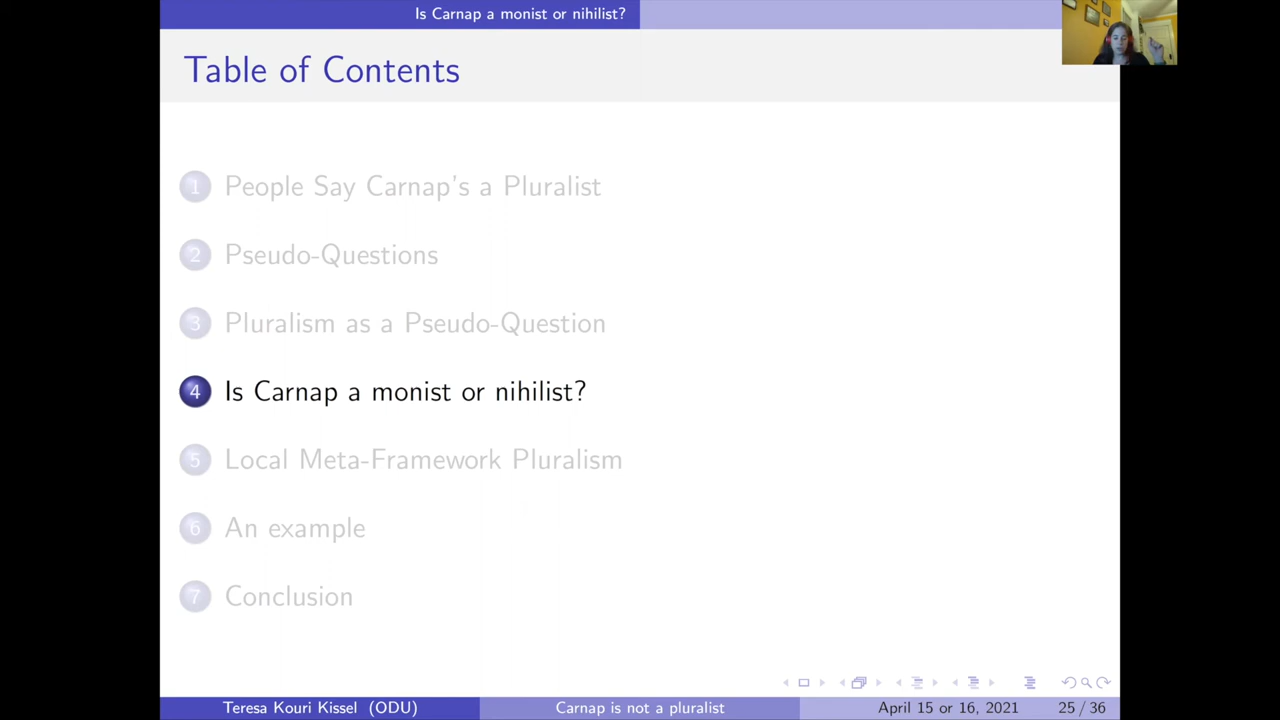 Is Carnap a monist or nihilist?
Table of Contents
1 People Say Carnap's a Pluralist
2 Pseudo-Questions
3 Pluralism as a Pseudo-Question
4 Is Carnap a monist or nihilist?
5 Local Meta-Framework Pluralism
6 An example
7 Conclusion
Teresa Kouri Kissel (ODU) Carnap is not a pluralist April 15 or 16, 2021 25 / 36